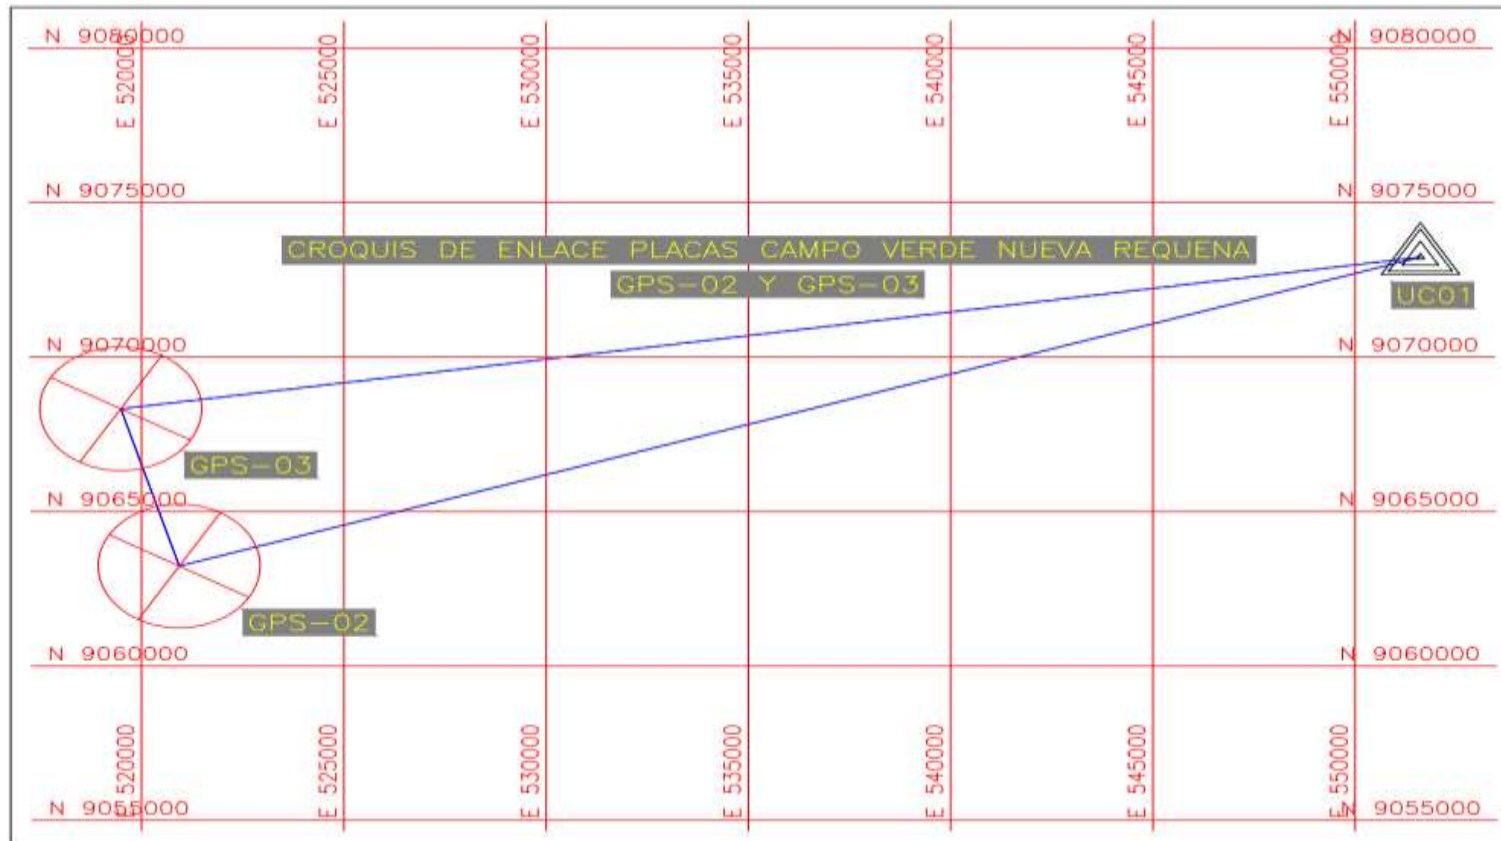 N 9080000
E 520000
E 525000
E 530000
E 535000
E 540000
E 545000
E 550000
N 9080000
N 9075000
N 9075000
CROQUIS DE ENLACE PLACAS CAMPO VERDE NUEVA REQUENA
GPS-02 Y GPS-03
UC01
N 9070000
N 9070000
GPS-03
N 9065000
N 9065000
GPS-02
N 9060000
N 9060000
E 520000
E 525000
E 530000
E 535000
E 540000
E 545000
E 550000
N 9055000
N 9055000